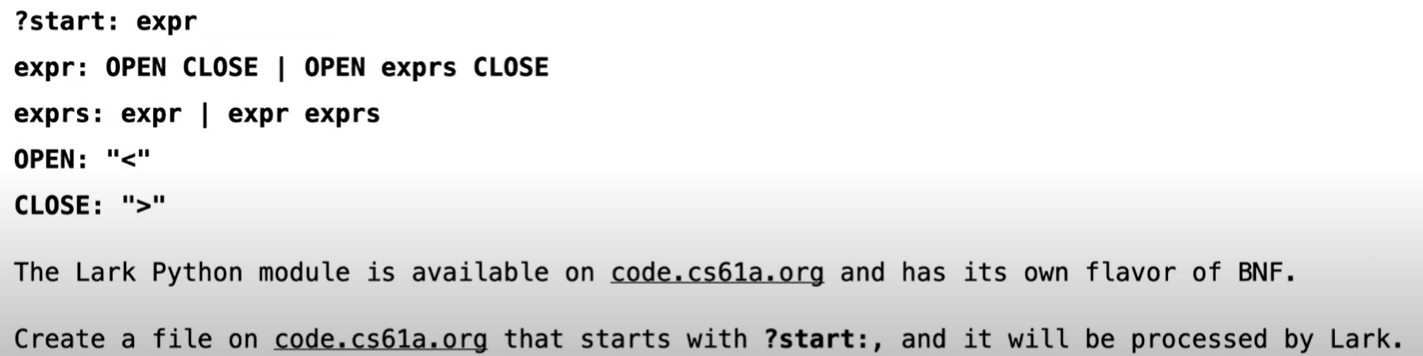 ?start: expr
expr: OPEN CLOSE | OPEN exprs CLOSE
exprs: expr | expr exprs
OPEN: "<"
CLOSE: ">"
The Lark Python module is available on code.cs61a.org and has its own flavor of BNF.
Create a file on code.cs61a.org that starts with ?start:, and it will be processed by Lark.